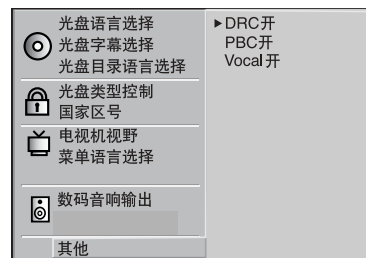 光盘语言选择
光盘字幕选择
光盘目录语言选择
光盘类型控制
国家区号
电视机视野
菜单语言选择
数码音响输出
其他
▶DRC开
PBC开
Vocal开